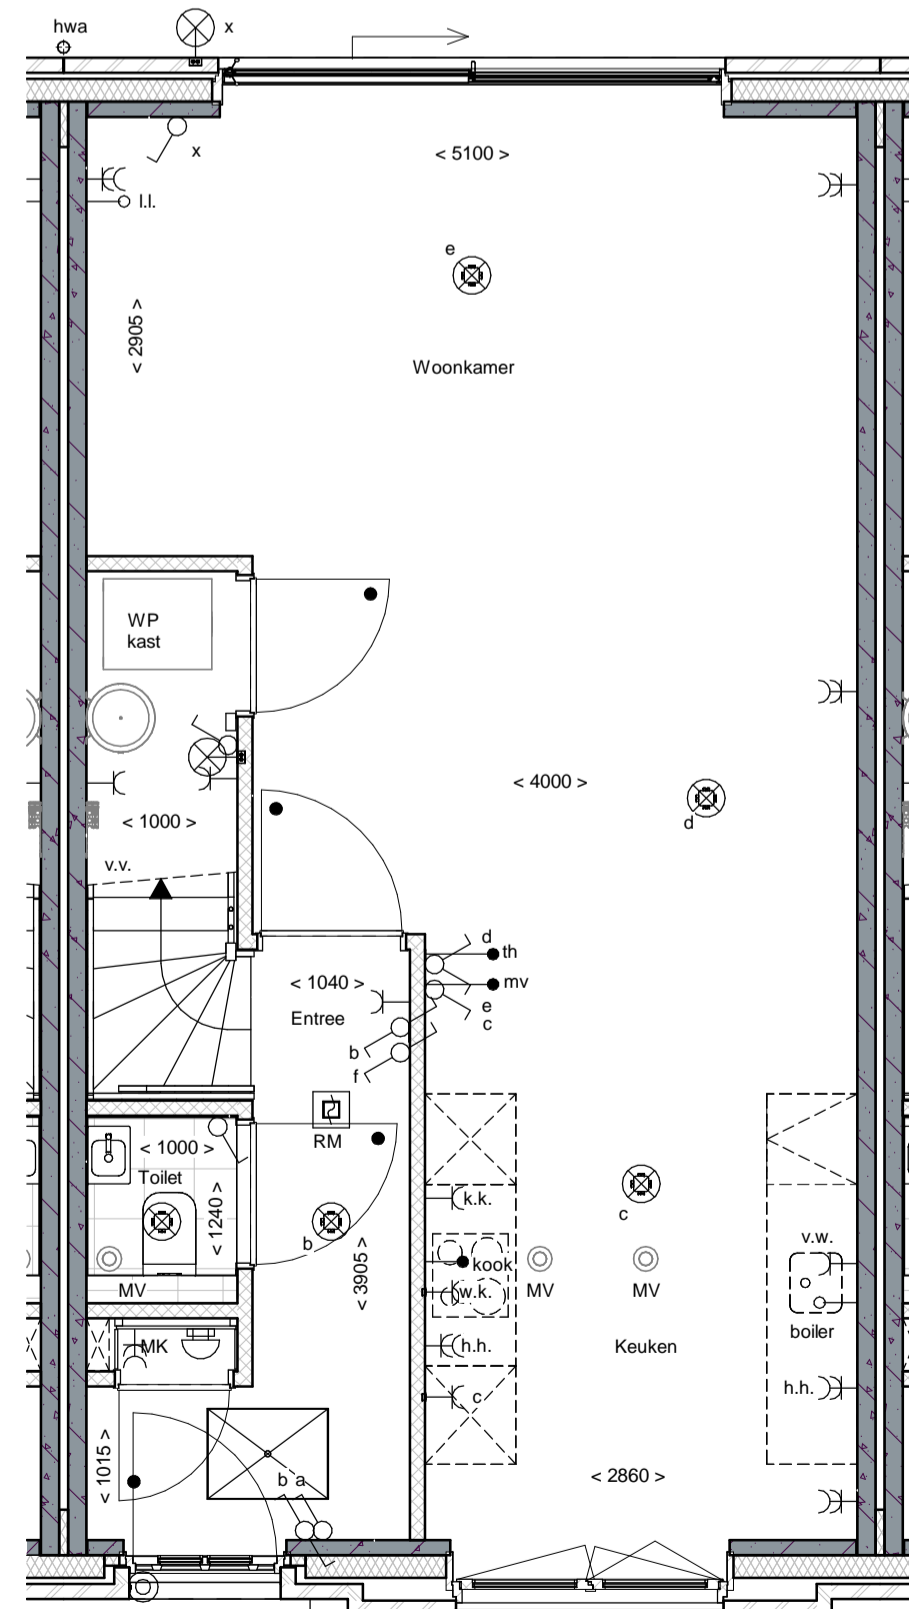 hwa
x
x
< 5100 >
l.l.
e
< 2905 >
Woonkamer
WP
kast
< 4000 >
d
< 1000 >
v.v.
d
th
mv
e
c
< 1040 >
Entree
b
f
RM
< 1000 >
Toilet
< 1240 >
MV
b
< 3905 >
k.k.
kook
w.k.
h.h.
c
c
MV
MV
Keuken
v.w.
boiler
h.h.
MK
< 1015 >
b a
< 2860 >